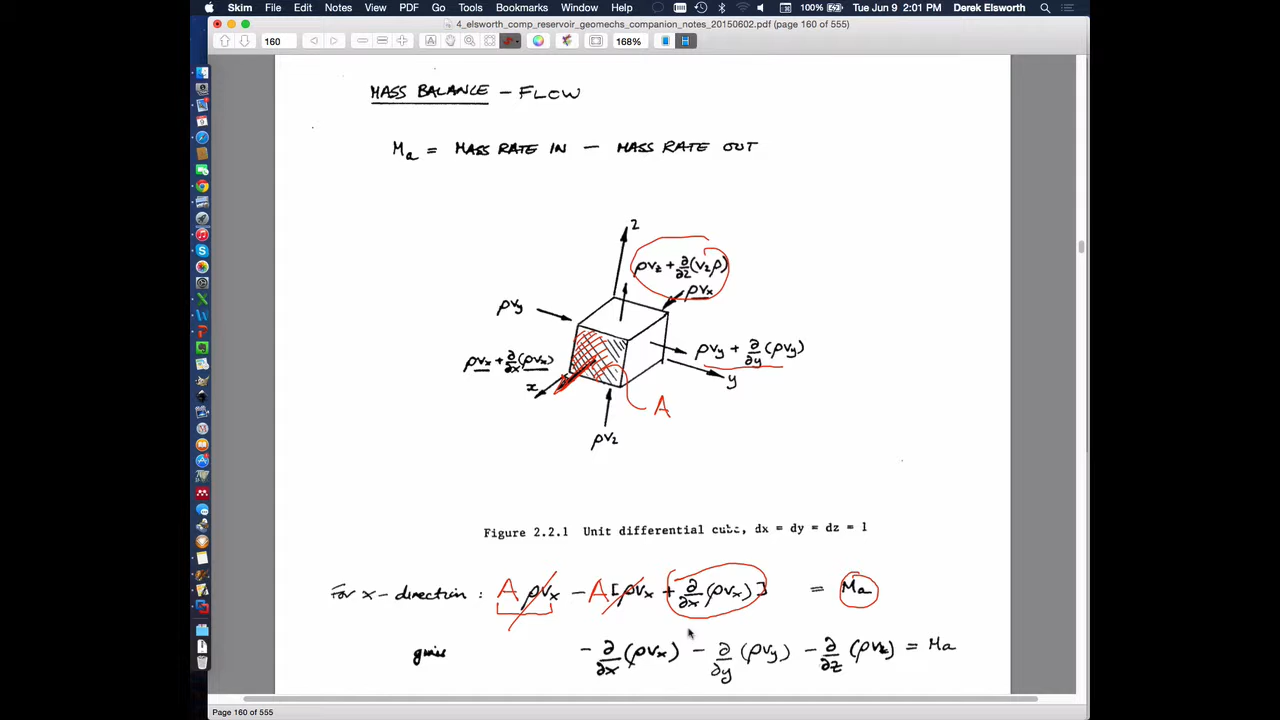 Skim File Edit Notes View PDF Go Tools Bookmarks Window Help 100% Tue Jun 9 2:01 PM Derek Elsworth
4_elsworth_comp_reservoir_geomechs_companion_notes_20150602.pdf (page 160 of 555)
160 168%
MASS BALANCE - FLOW
Ma = MASS RATE IN - MASS RATE OUT
z
ρvz + ∂/∂z(vzρ)
ρvx
ρvy
ρvy + ∂/∂y(ρvy)
ρvx + ∂/∂x(ρvx)
x
y
A
ρvz
Figure 2.2.1 Unit differential cube, dx = dy = dz = 1
For x-direction: A ρvx - A [ρvx + ∂/∂x(ρvx)] = Ma
gives - ∂/∂x(ρvx) - ∂/∂y(ρvy) - ∂/∂z(ρvz) = Ma
Page 160 of 555